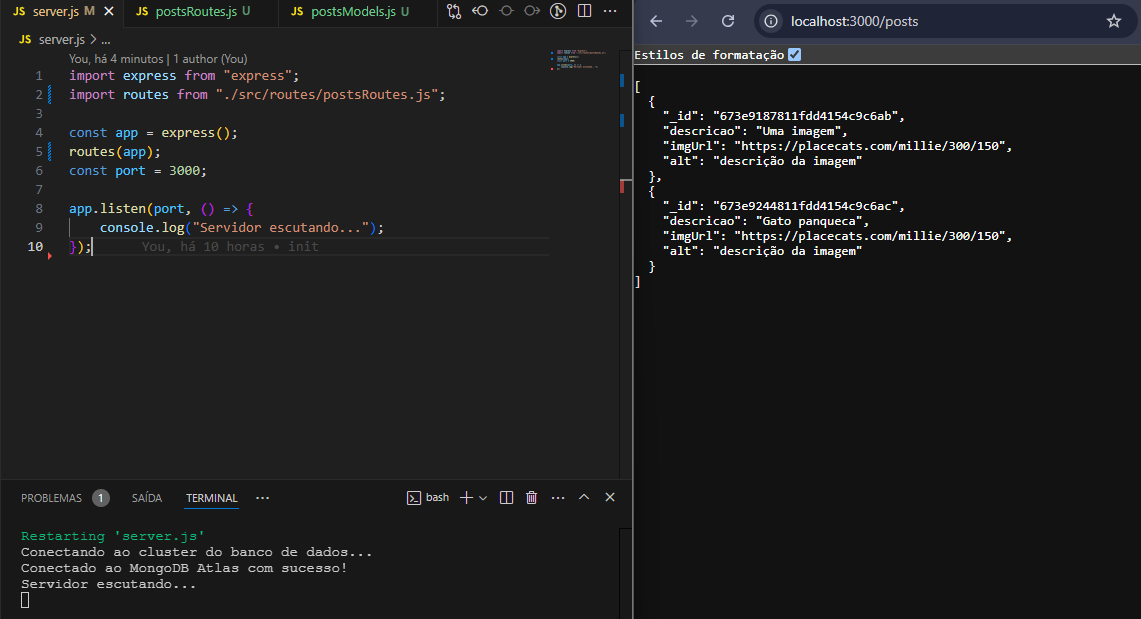 JS server.js M
JS postsRoutes.js U
JS postsModels.js U
JS server.js > ...
You, há 4 minutos | 1 author (You)
1 import express from "express";
2 import routes from "./src/routes/postsRoutes.js";
3
4 const app = express();
5 routes(app);
6 const port = 3000;
7
8 app.listen(port, () => {
9 console.log("Servidor escutando...");
10 }); You, há 10 horas • init
PROBLEMAS 1 SAÍDA TERMINAL ... bash
Restarting 'server.js'
Conectando ao cluster do banco de dados...
Conectado ao MongoDB Atlas com sucesso!
Servidor escutando...
localhost:3000/posts
Estilos de formatação
[
{
"_id": "673e9187811fdd4154c9c6ab",
"descricao": "Uma imagem",
"imgUrl": "https://placecats.com/millie/300/150",
"alt": "descrição da imagem"
},
{
"_id": "673e9244811fdd4154c9c6ac",
"descricao": "Gato panqueca",
"imgUrl": "https://placecats.com/millie/300/150",
"alt": "descrição da imagem"
}
]